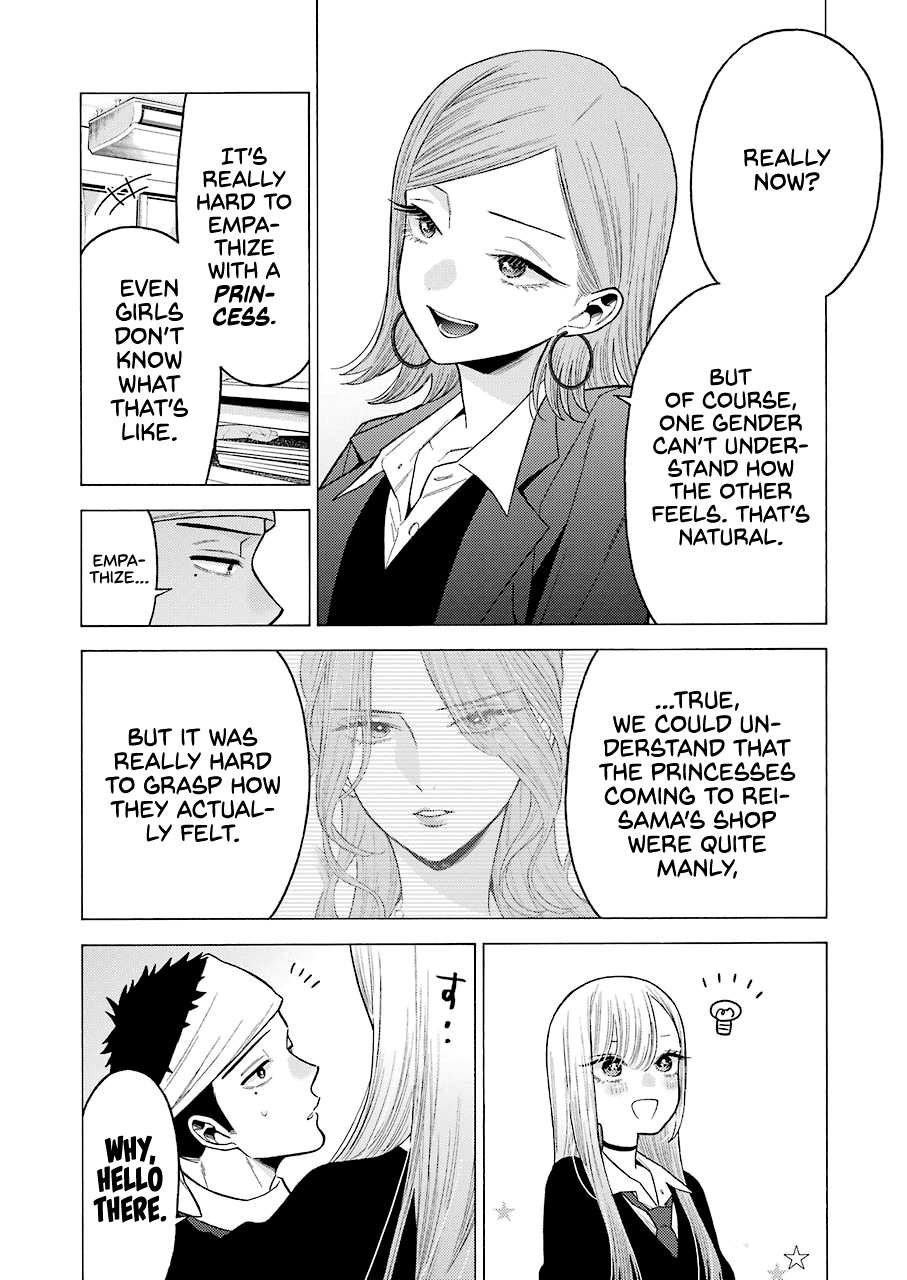 REALLY
NOW?
BUT
OF COURSE,
ONE GENDER
CAN'T UNDER-
STAND HOW
THE OTHER
FEELS. THAT'S
NATURAL.
IT'S
REALLY
HARD TO
EMPA-
THIZE
WITH A
PRIN-
CESS.
EVEN
GIRLS
DON'T
KNOW
WHAT
THAT'S
LIKE.
EMPA-
THIZE...
...TRUE,
WE COULD UN-
DERSTAND THAT
THE PRINCESSES
COMING TO REI-
SAMA'S SHOP
WERE QUITE
MANLY,
BUT IT WAS
REALLY HARD
TO GRASP HOW
THEY ACTUAL-
LY FELT.
す..
WHY,
HELLO
THERE.